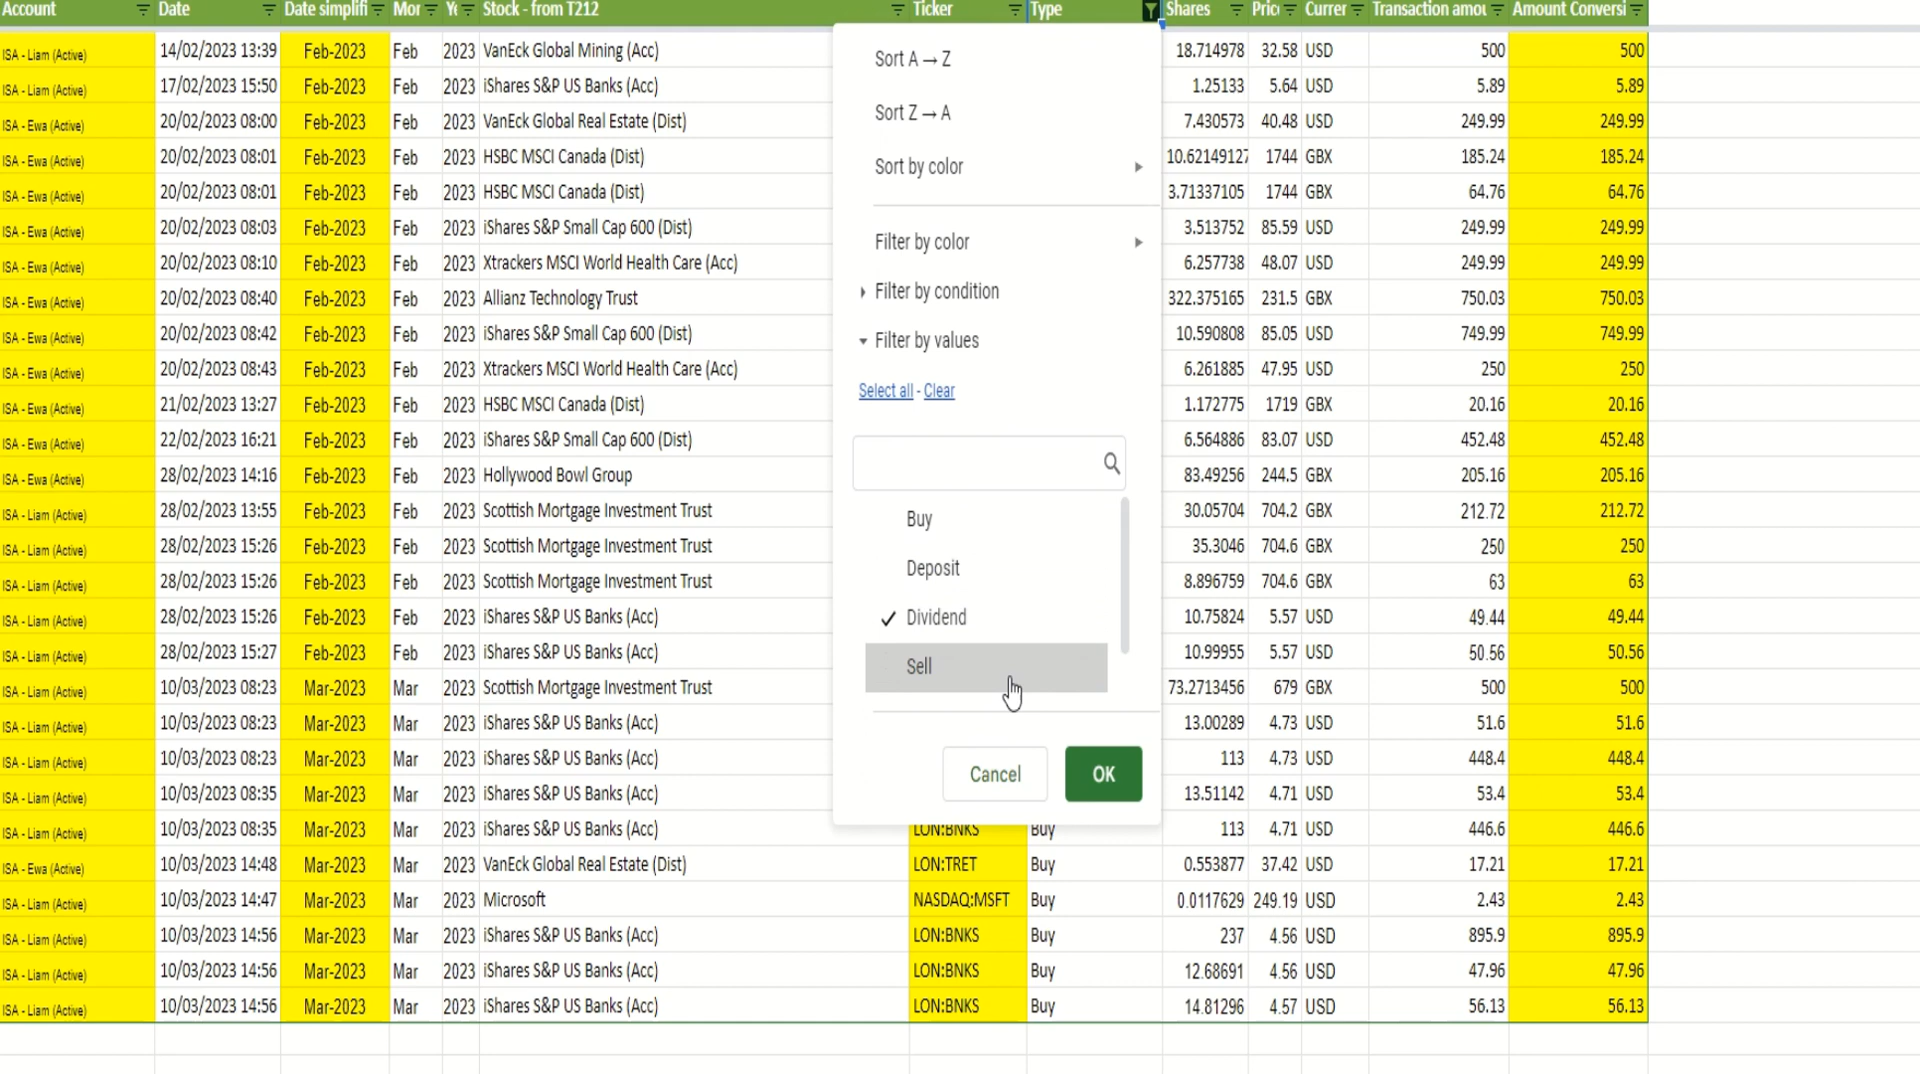 Account Date Date simplifi Mor Ye Stock - from T212 Ticker Type Shares Price Currer Transaction amou Amount Conversi
ISA - Liam (Active) 14/02/2023 13:39 Feb-2023 Feb 2023 VanEck Global Mining (Acc) 18.714978 32.58 USD 500 500
ISA - Liam (Active) 17/02/2023 15:50 Feb-2023 Feb 2023 iShares S&P US Banks (Acc) 1.25133 5.64 USD 5.89 5.89
ISA - Ewa (Active) 20/02/2023 08:00 Feb-2023 Feb 2023 VanEck Global Real Estate (Dist) 7.430573 40.48 USD 249.99 249.99
ISA - Ewa (Active) 20/02/2023 08:01 Feb-2023 Feb 2023 HSBC MSCI Canada (Dist) 10.62149127 1744 GBX 185.24 185.24
ISA - Ewa (Active) 20/02/2023 08:01 Feb-2023 Feb 2023 HSBC MSCI Canada (Dist) 3.71337105 1744 GBX 64.76 64.76
ISA - Ewa (Active) 20/02/2023 08:03 Feb-2023 Feb 2023 iShares S&P Small Cap 600 (Dist) 3.513752 85.59 USD 249.99 249.99
ISA - Ewa (Active) 20/02/2023 08:10 Feb-2023 Feb 2023 Xtrackers MSCI World Health Care (Acc) 6.257738 48.07 USD 249.99 249.99
ISA - Ewa (Active) 20/02/2023 08:40 Feb-2023 Feb 2023 Allianz Technology Trust 322.375165 231.5 GBX 750.03 750.03
ISA - Ewa (Active) 20/02/2023 08:42 Feb-2023 Feb 2023 iShares S&P Small Cap 600 (Dist) 10.590808 85.05 USD 749.99 749.99
ISA - Ewa (Active) 20/02/2023 08:43 Feb-2023 Feb 2023 Xtrackers MSCI World Health Care (Acc) 6.261885 47.95 USD 250 250
ISA - Ewa (Active) 21/02/2023 13:27 Feb-2023 Feb 2023 HSBC MSCI Canada (Dist) 1.172775 1719 GBX 20.16 20.16
ISA - Ewa (Active) 22/02/2023 16:21 Feb-2023 Feb 2023 iShares S&P Small Cap 600 (Dist) 6.564886 83.07 USD 452.48 452.48
ISA - Ewa (Active) 28/02/2023 14:16 Feb-2023 Feb 2023 Hollywood Bowl Group 83.49256 244.5 GBX 205.16 205.16
ISA - Liam (Active) 28/02/2023 13:55 Feb-2023 Feb 2023 Scottish Mortgage Investment Trust 30.05704 704.2 GBX 212.72 212.72
ISA - Liam (Active) 28/02/2023 15:26 Feb-2023 Feb 2023 Scottish Mortgage Investment Trust 35.3046 704.6 GBX 250 250
ISA - Liam (Active) 28/02/2023 15:26 Feb-2023 Feb 2023 Scottish Mortgage Investment Trust 8.896759 704.6 GBX 63 63
ISA - Liam (Active) 28/02/2023 15:26 Feb-2023 Feb 2023 iShares S&P US Banks (Acc) 10.75824 5.57 USD 49.44 49.44
ISA - Liam (Active) 28/02/2023 15:27 Feb-2023 Feb 2023 iShares S&P US Banks (Acc) 10.99955 5.57 USD 50.56 50.56
ISA - Liam (Active) 10/03/2023 08:23 Mar-2023 Mar 2023 Scottish Mortgage Investment Trust 73.2713456 679 GBX 500 500
ISA - Liam (Active) 10/03/2023 08:23 Mar-2023 Mar 2023 iShares S&P US Banks (Acc) 13.00289 4.73 USD 51.6 51.6
ISA - Liam (Active) 10/03/2023 08:23 Mar-2023 Mar 2023 iShares S&P US Banks (Acc) 113 4.73 USD 448.4 448.4
ISA - Liam (Active) 10/03/2023 08:35 Mar-2023 Mar 2023 iShares S&P US Banks (Acc) 13.51142 4.71 USD 53.4 53.4
ISA - Liam (Active) 10/03/2023 08:35 Mar-2023 Mar 2023 iShares S&P US Banks (Acc) LON:BNKS Buy 113 4.71 USD 446.6 446.6
ISA - Ewa (Active) 10/03/2023 14:48 Mar-2023 Mar 2023 VanEck Global Real Estate (Dist) LON:TRET Buy 0.553877 37.42 USD 17.21 17.21
ISA - Liam (Active) 10/03/2023 14:47 Mar-2023 Mar 2023 Microsoft NASDAQ:MSFT Buy 0.0117629 249.19 USD 2.43 2.43
ISA - Liam (Active) 10/03/2023 14:56 Mar-2023 Mar 2023 iShares S&P US Banks (Acc) LON:BNKS Buy 237 4.56 USD 895.9 895.9
ISA - Liam (Active) 10/03/2023 14:56 Mar-2023 Mar 2023 iShares S&P US Banks (Acc) LON:BNKS Buy 12.68691 4.56 USD 47.96 47.96
ISA - Liam (Active) 10/03/2023 14:56 Mar-2023 Mar 2023 iShares S&P US Banks (Acc) LON:BNKS Buy 14.81296 4.57 USD 56.13 56.13
Sort A → Z
Sort Z → A
Sort by color
Filter by color
Filter by condition
Filter by values
Select all - Clear
Buy
Deposit
Dividend
Sell
Cancel OK